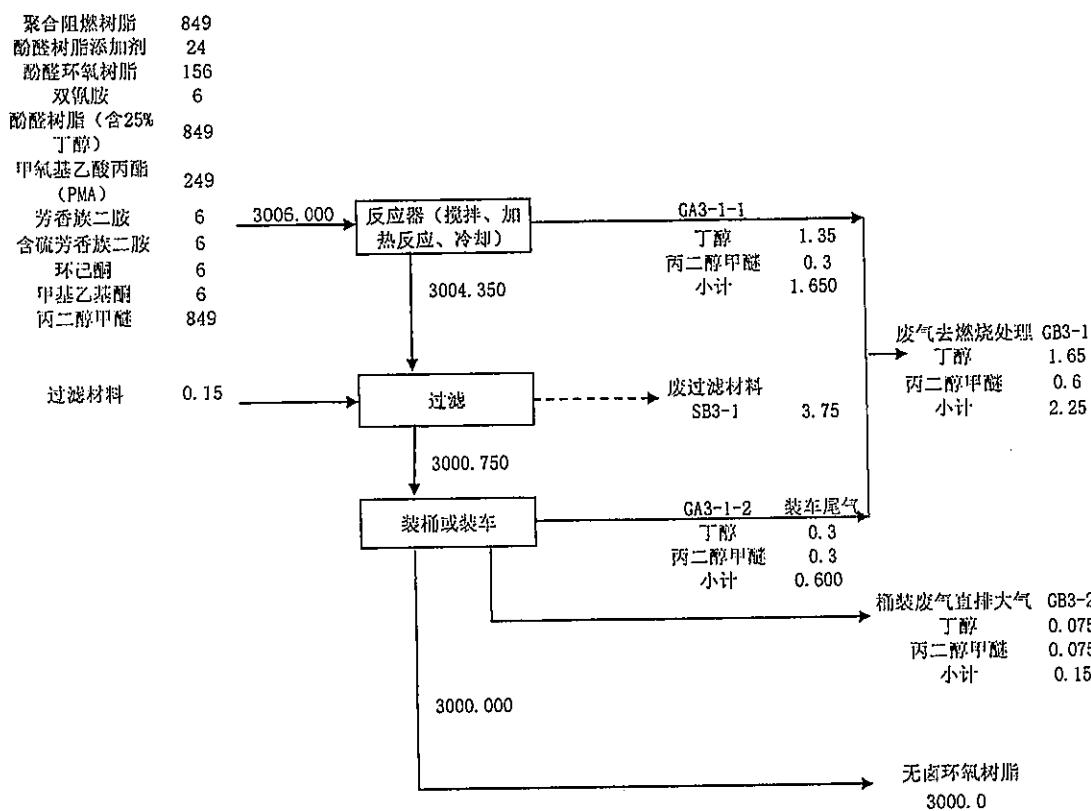 聚合阻燃树脂 849
酚醛树脂添加剂 24
酚醛环氧树脂 156
双氰胺 6
酚醛树脂（含25%
丁醇） 849
甲氧基乙酸丙酯
（PMA） 249
芳香族二胺 6
含硫芳香族二胺 6
环己酮 6
甲基乙基酮 6
丙二醇甲醚 849
3006.000
反应器（搅拌、加
热反应、冷却）
GA3-1-1
丁醇 1.35
丙二醇甲醚 0.3
小计 1.650
3004.350
废气去燃烧处理 GB3-1
丁醇 1.65
丙二醇甲醚 0.6
小计 2.25
过滤材料 0.15
过滤
废过滤材料
SB3-1 3.75
3000.750
装桶或装车
GA3-1-2 装车尾气
丁醇 0.3
丙二醇甲醚 0.3
小计 0.600
桶装废气直排大气 GB3-2
丁醇 0.075
丙二醇甲醚 0.075
小计 0.15
3000.000
无卤环氧树脂
3000.0